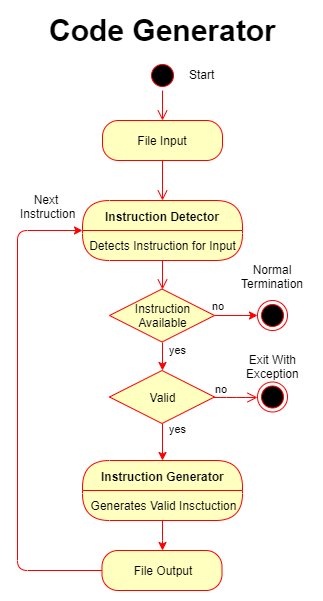 Code Generator
Start
File Input
Next
Instruction
Instruction Detector
Detects Instruction for Input
Instruction
Available
no
Normal
Termination
yes
Valid
no
Exit With
Exception
yes
Instruction Generator
Generates Valid Insctuction
File Output